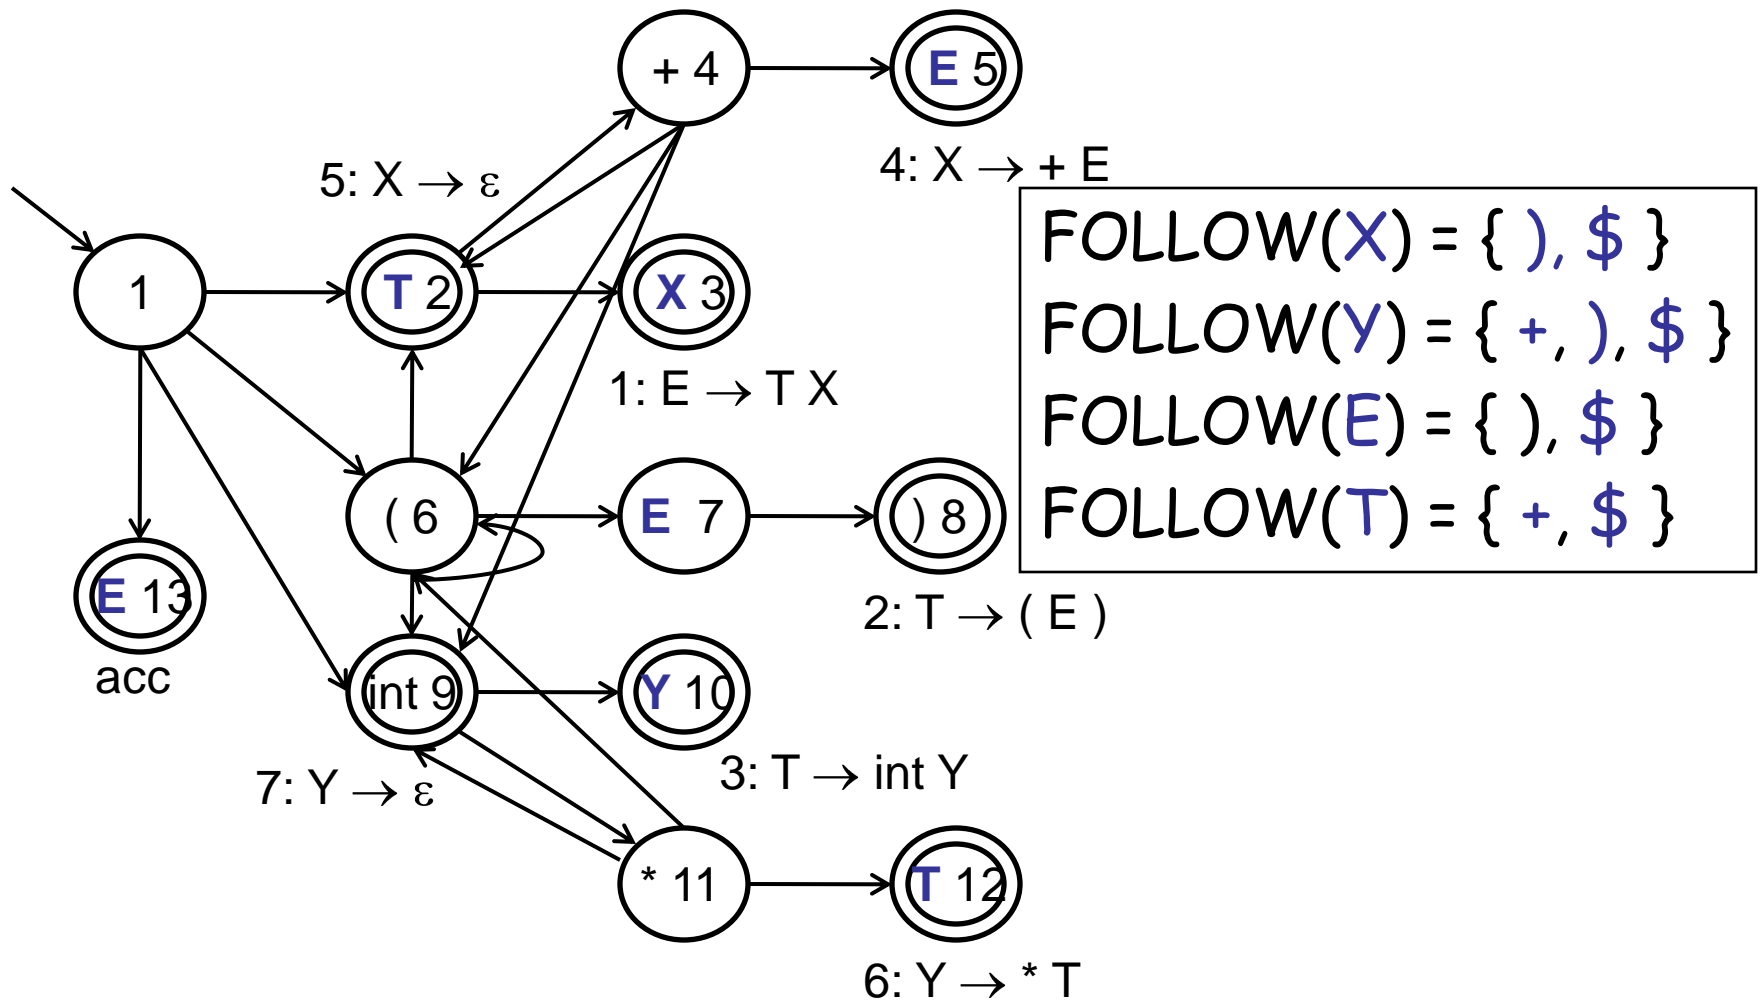 + 4
E 5
5: X → ε
4: X → + E
FOLLOW(X) = { ), $ }
1
T 2
X 3
FOLLOW(Y) = { +, ), $ }
1: E → T X
FOLLOW(E) = { ), $ }
( 6
E 7
) 8
FOLLOW(T) = { +, $ }
E 13
acc
2: T → ( E )
int 9
Y 10
7: Y → ε
3: T → int Y
* 11
T 12
6: Y → * T